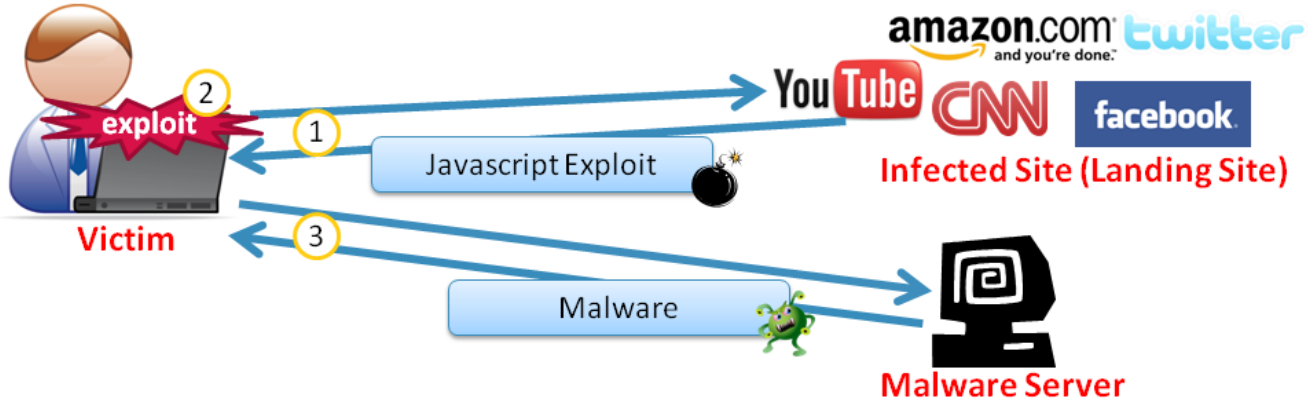 amazon.com
twitter
and you're done.™
2
YouTube
exploit
1
CNN
facebook
Javascript Exploit
Infected Site (Landing Site)
Victim
3
Malware
Malware Server